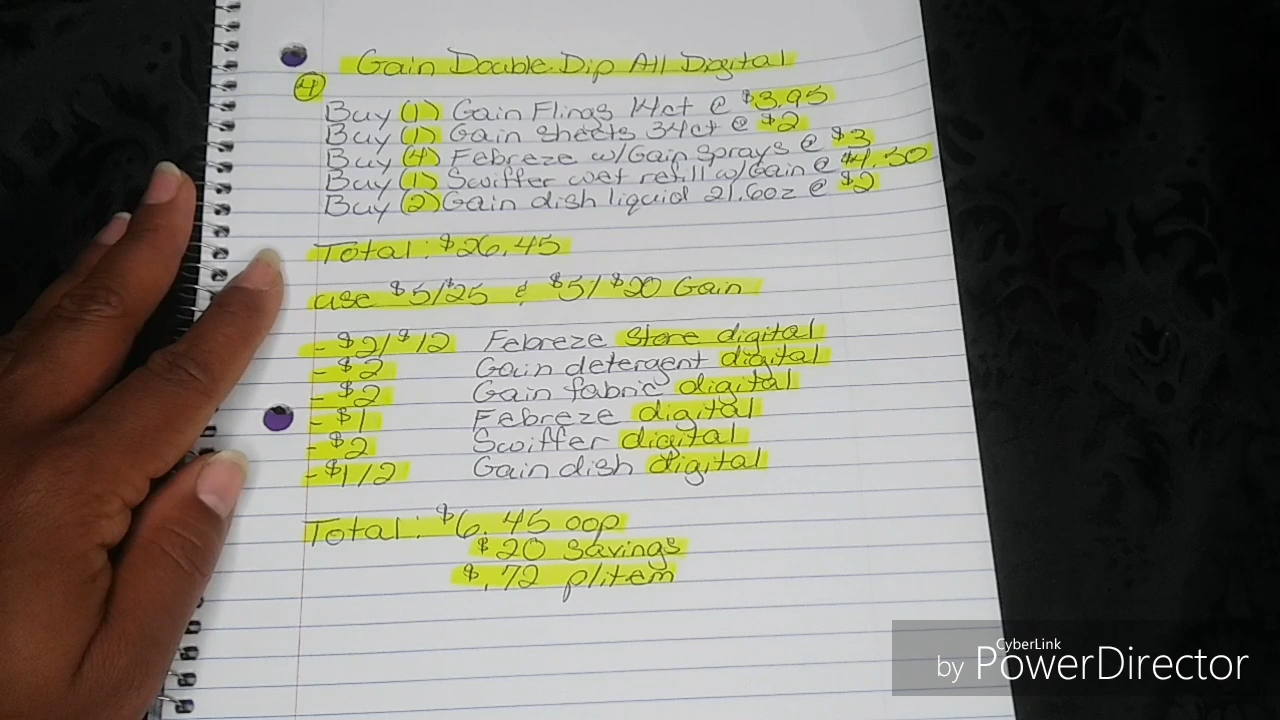 Gain Double Dip All Digital
4
Buy (1) Gain Flings 14ct @ $3.95
Buy (1) Gain sheets 34ct @ $2
Buy (4) Febreze w/Gain Sprays @ $3
Buy (1) Swiffer wet refill w/Gain @ $4.50
Buy (2) Gain dish liquid 21.6oz @ $2
Total: $26.45
use $5/$25 & $5/$20 Gain
- $2/$12 Febreze Store digital
- $2 Gain detergent digital
- $2 Gain fabric digital
- $1 Febreze digital
- $2 Swiffer digital
- $1/2 Gain dish digital
Total: $6.45 oop
$20 savings
$.72 p/item
CyberLink
by PowerDirector